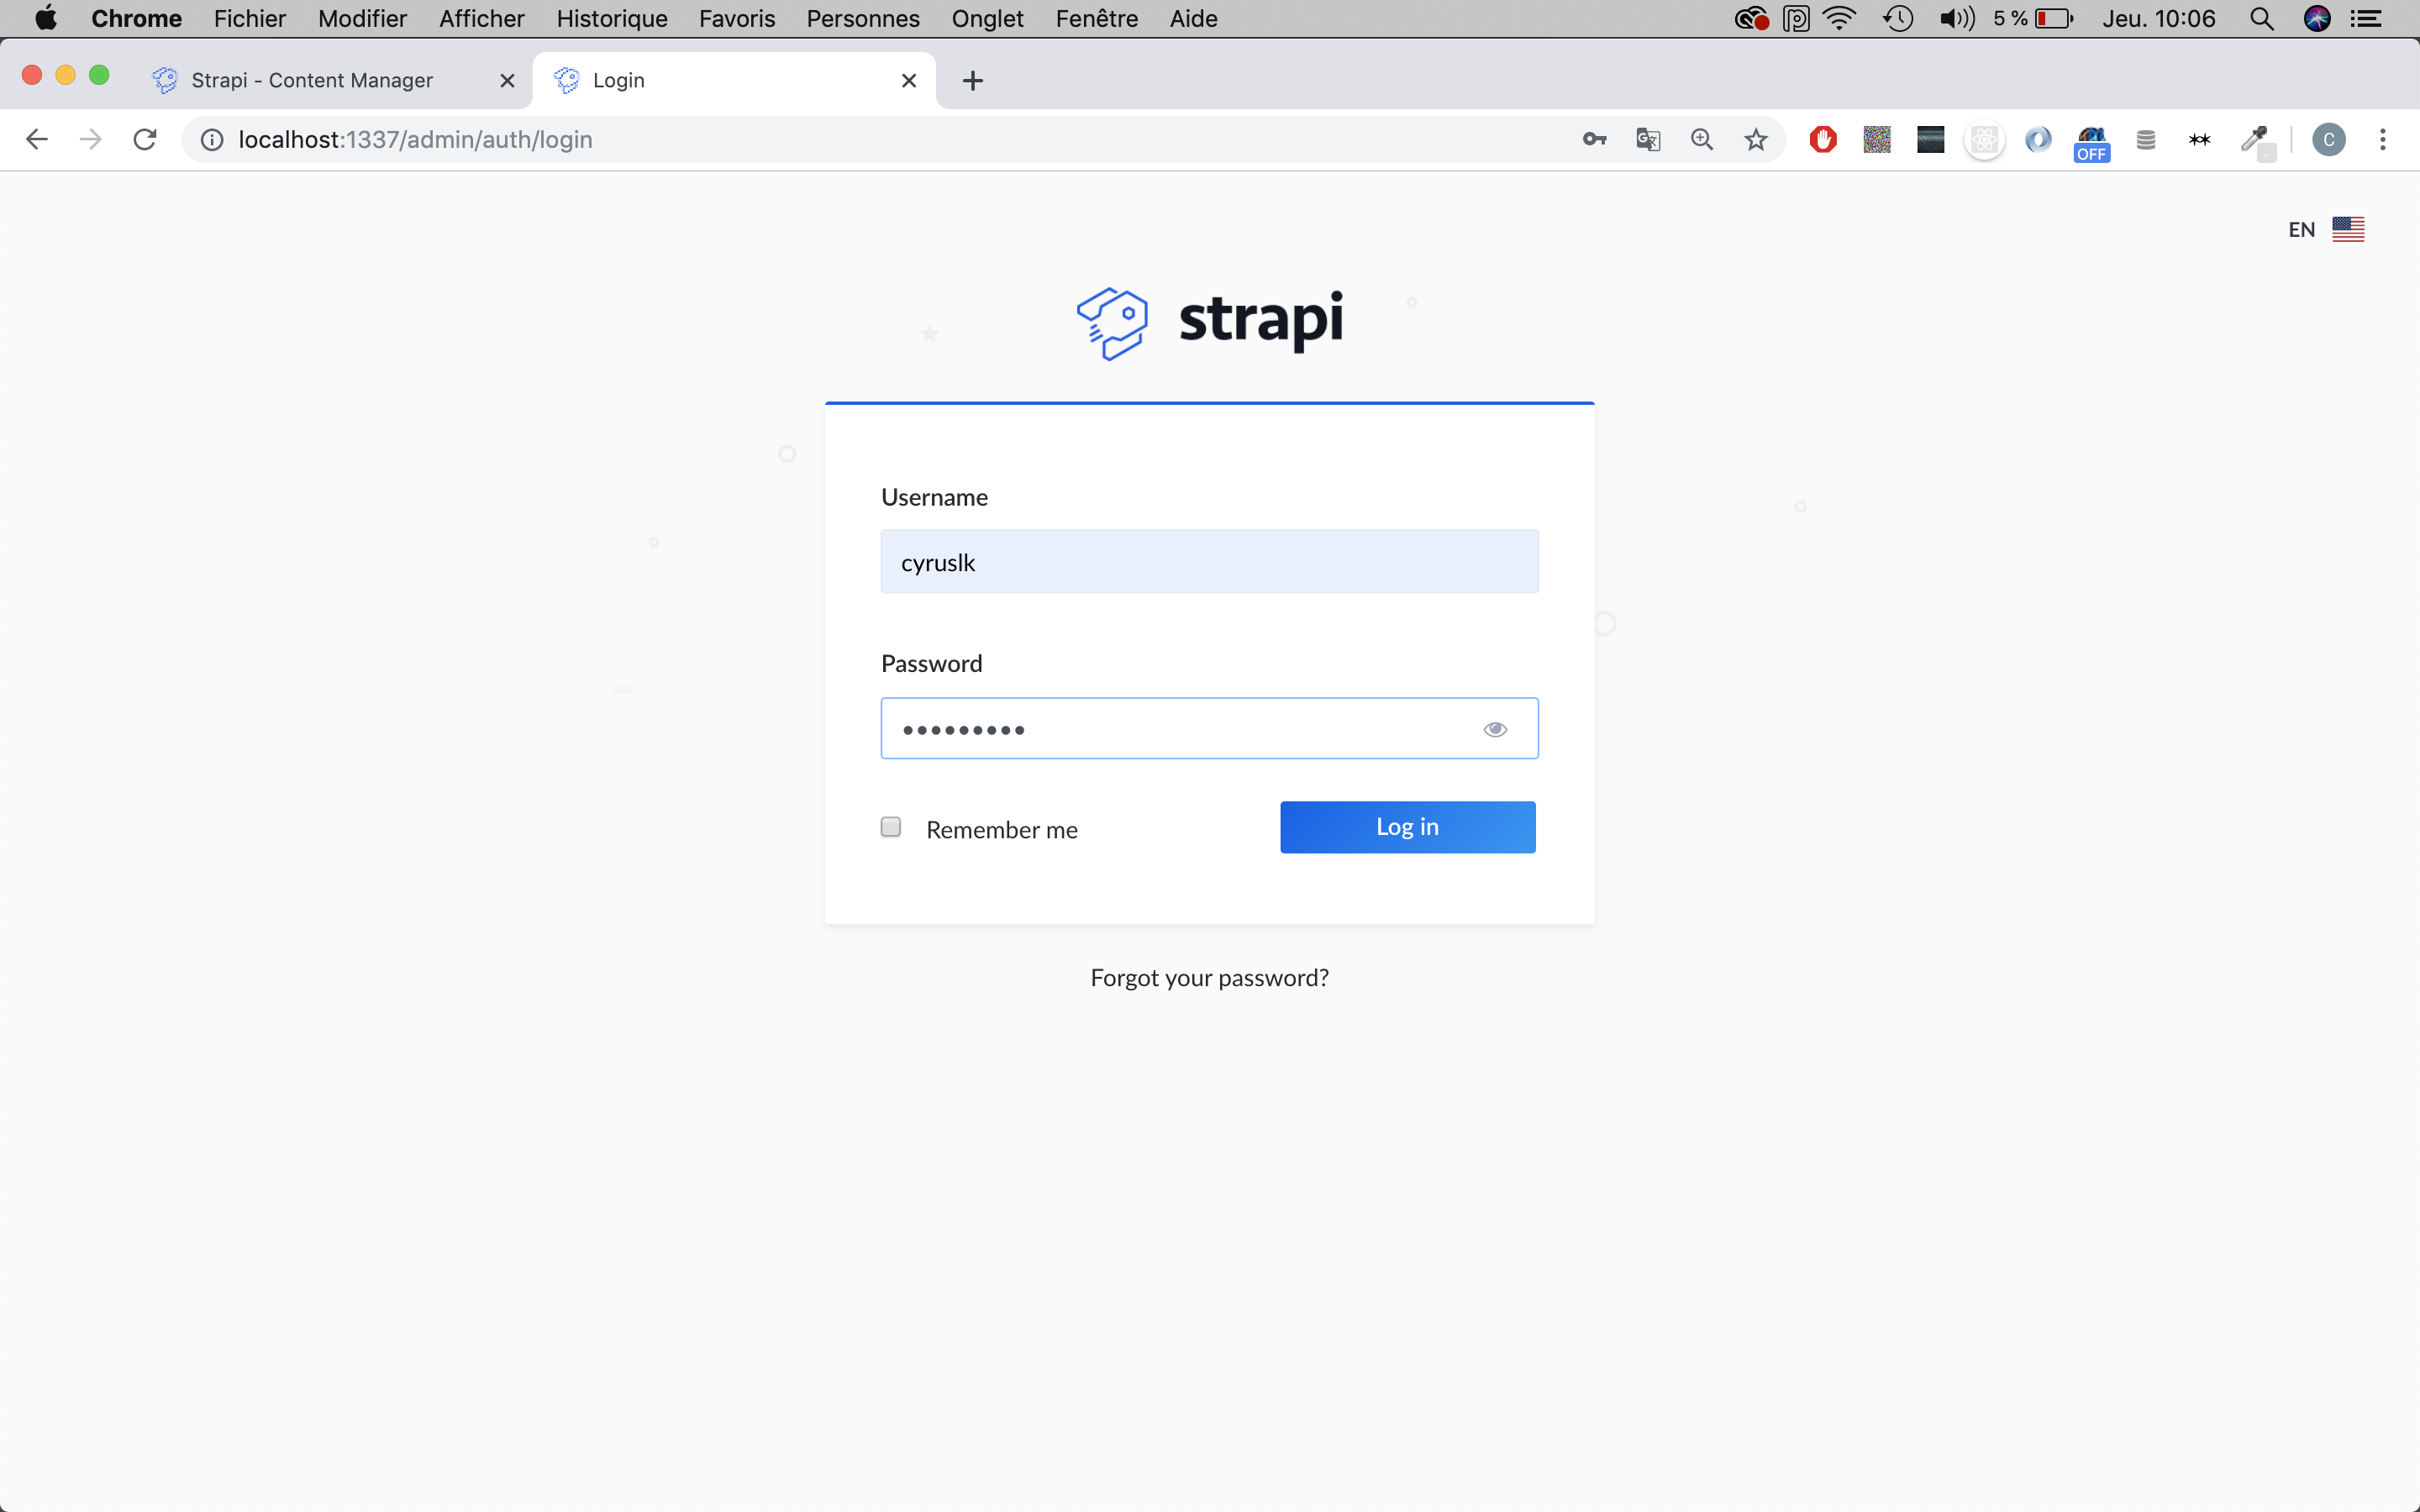 Chrome Fichier Modifier Afficher Historique Favoris Personnes Onglet Fenêtre Aide 5 % Jeu. 10:06
Strapi - Content Manager Login
localhost:1337/admin/auth/login OFF C
EN
strapi
Username
cyruslk
Password
•••••••••
Remember me Log in
Forgot your password?